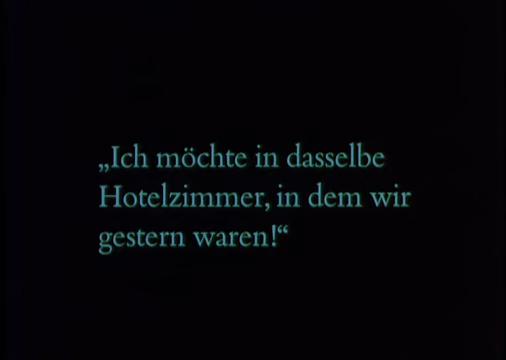 „Ich möchte in dasselbe
Hotelzimmer, in dem wir
gestern waren!“